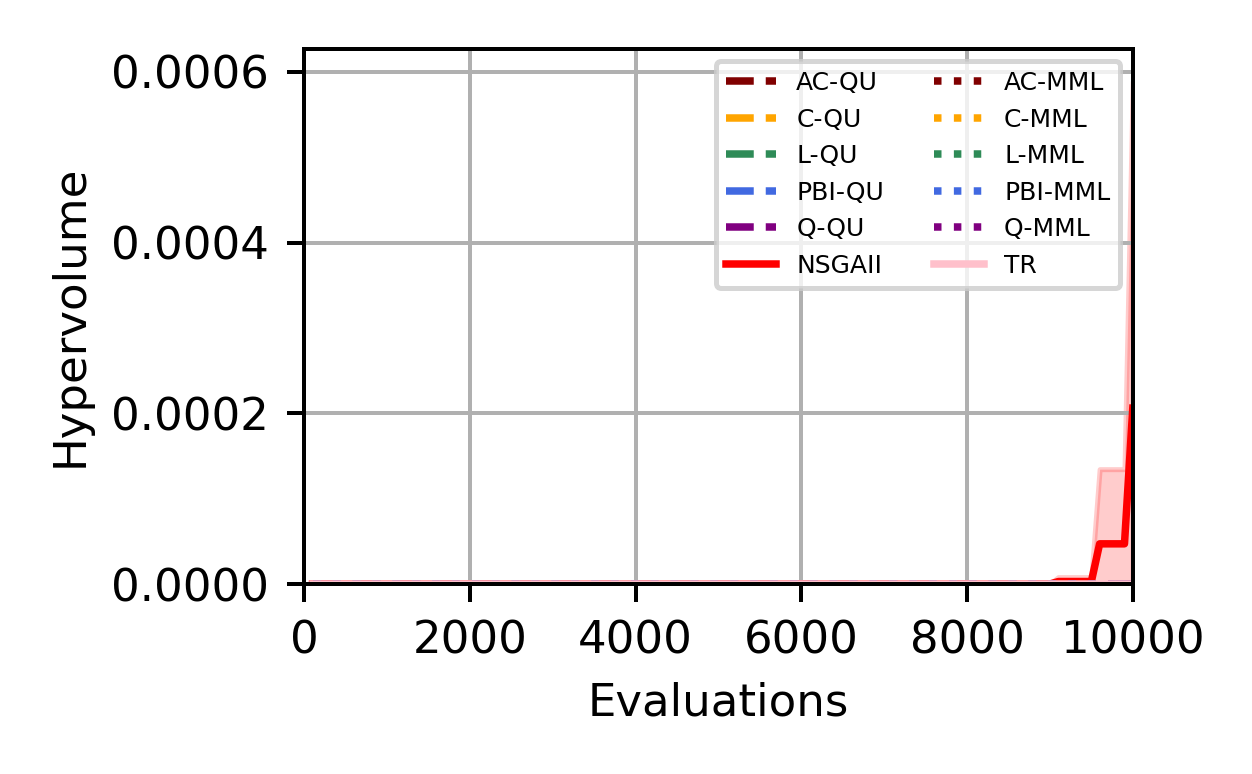 0.0006
0.0004
0.0002
0.0000
Hypervolume
0
2000
4000
6000
8000
10000
Evaluations
AC-QU
C-QU
L-QU
PBI-QU
Q-QU
NSGAII
AC-MML
C-MML
L-MML
PBI-MML
Q-MML
TR